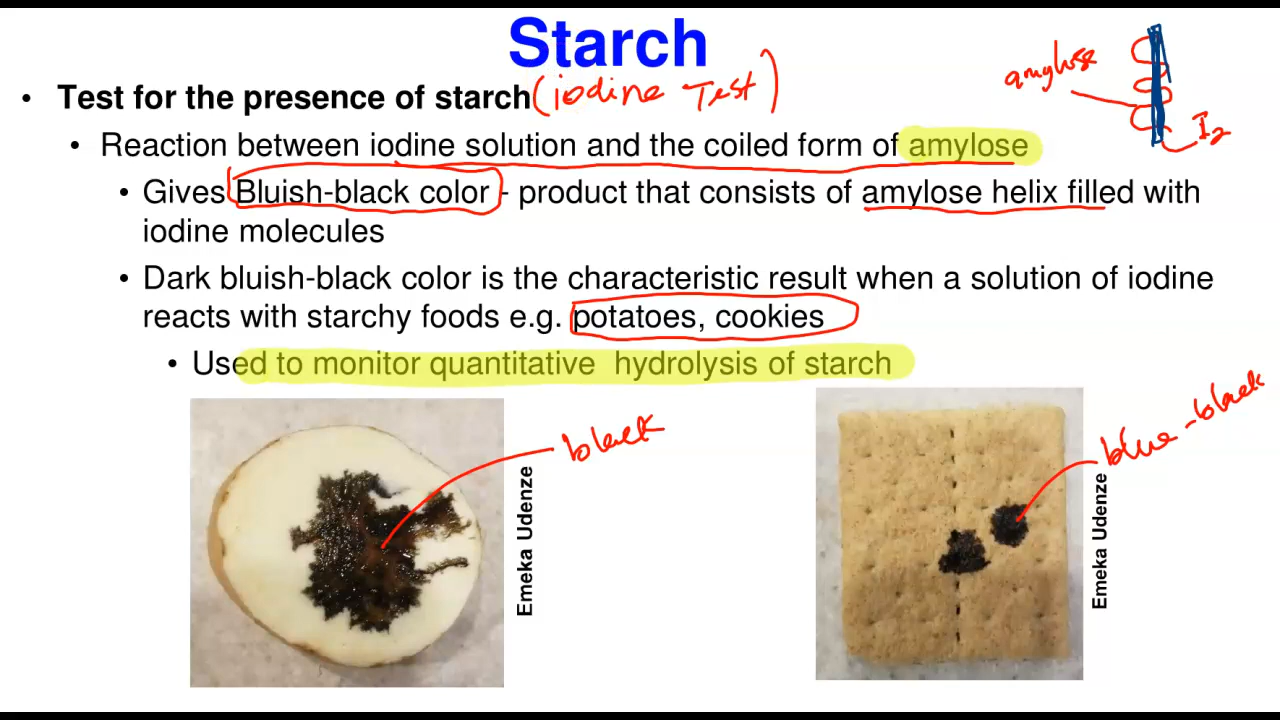 Starch
• Test for the presence of starch (iodine Test)
amylose
I2
• Reaction between iodine solution and the coiled form of amylose
• Gives Bluish-black color - product that consists of amylose helix filled with
iodine molecules
• Dark bluish-black color is the characteristic result when a solution of iodine
reacts with starchy foods e.g. potatoes, cookies
• Used to monitor quantitative hydrolysis of starch
black
Emeka Udenze
blue-black
Emeka Udenze